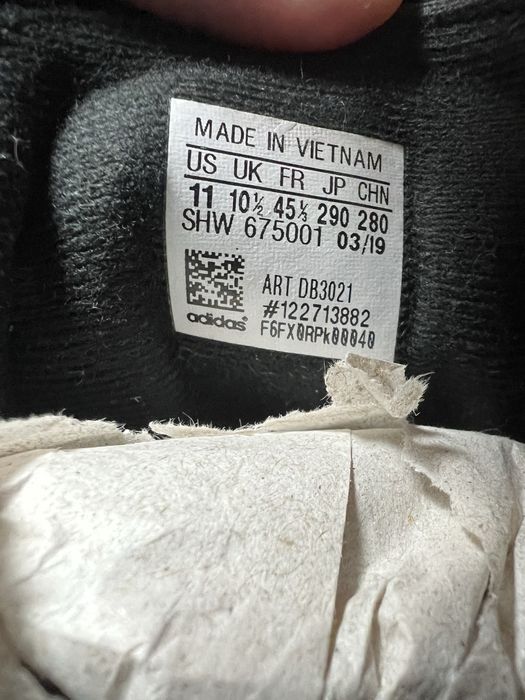 MADE IN VIETNAM
US UK FR JP CHN
11 10½ 45⅓ 290 280
SHW 675001 03/19
ART DB3021
#122713882
adidas F6FX0RPk00040